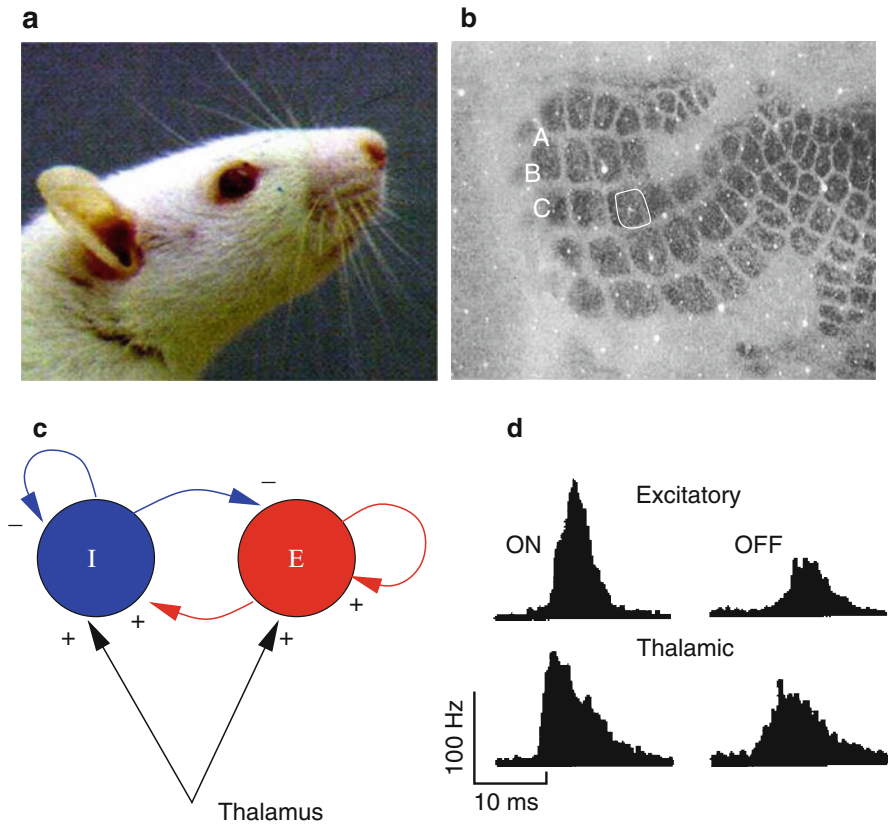 a
b
A
B
C
c
–
–
I
E
+
+
+
+
Thalamus
d
Excitatory
ON
OFF
Thalamic
100 Hz
10 ms